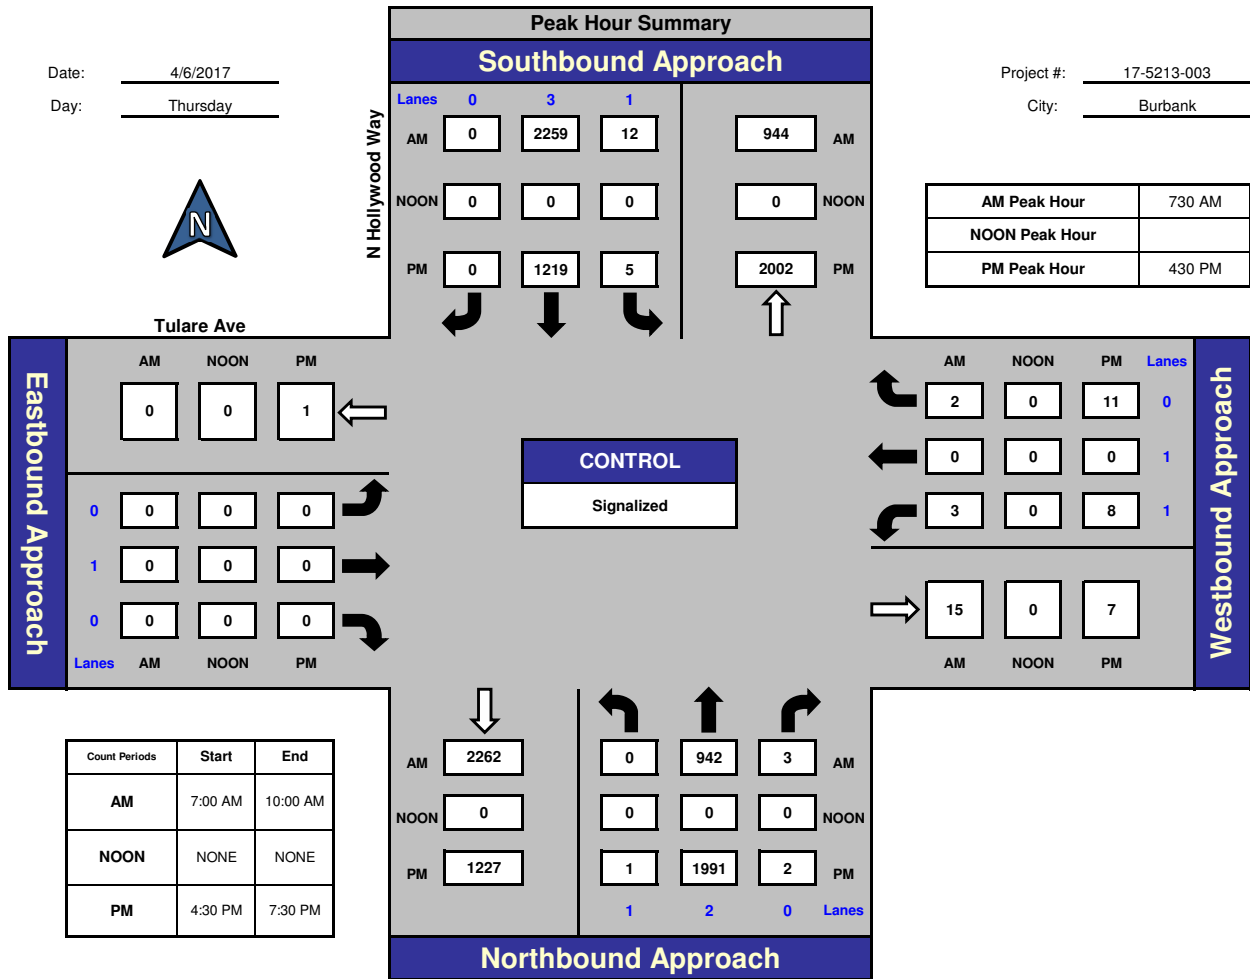 Peak Hour Summary
Southbound Approach
Date: 4/6/2017
Day: Thursday
Project #: 17-5213-003
City: Burbank
N Hollywood Way
Lanes 0 3 1
AM 0 2259 12 944 AM
NOON 0 0 0 0 NOON
PM 0 1219 5 2002 PM
N
AM Peak Hour 730 AM
NOON Peak Hour
PM Peak Hour 430 PM
Tulare Ave
Eastbound Approach
AM NOON PM
0 0 1
0 0 0 0
1 0 0 0
0 0 0 0
Lanes AM NOON PM
CONTROL
Signalized
AM NOON PM Lanes
2 0 11 0
0 0 0 1
3 0 8 1
15 0 7
AM NOON PM
Westbound Approach
Count Periods Start End
AM 7:00 AM 10:00 AM
NOON NONE NONE
PM 4:30 PM 7:30 PM
AM 2262 0 942 3 AM
NOON 0 0 0 0 NOON
PM 1227 1 1991 2 PM
1 2 0 Lanes
Northbound Approach